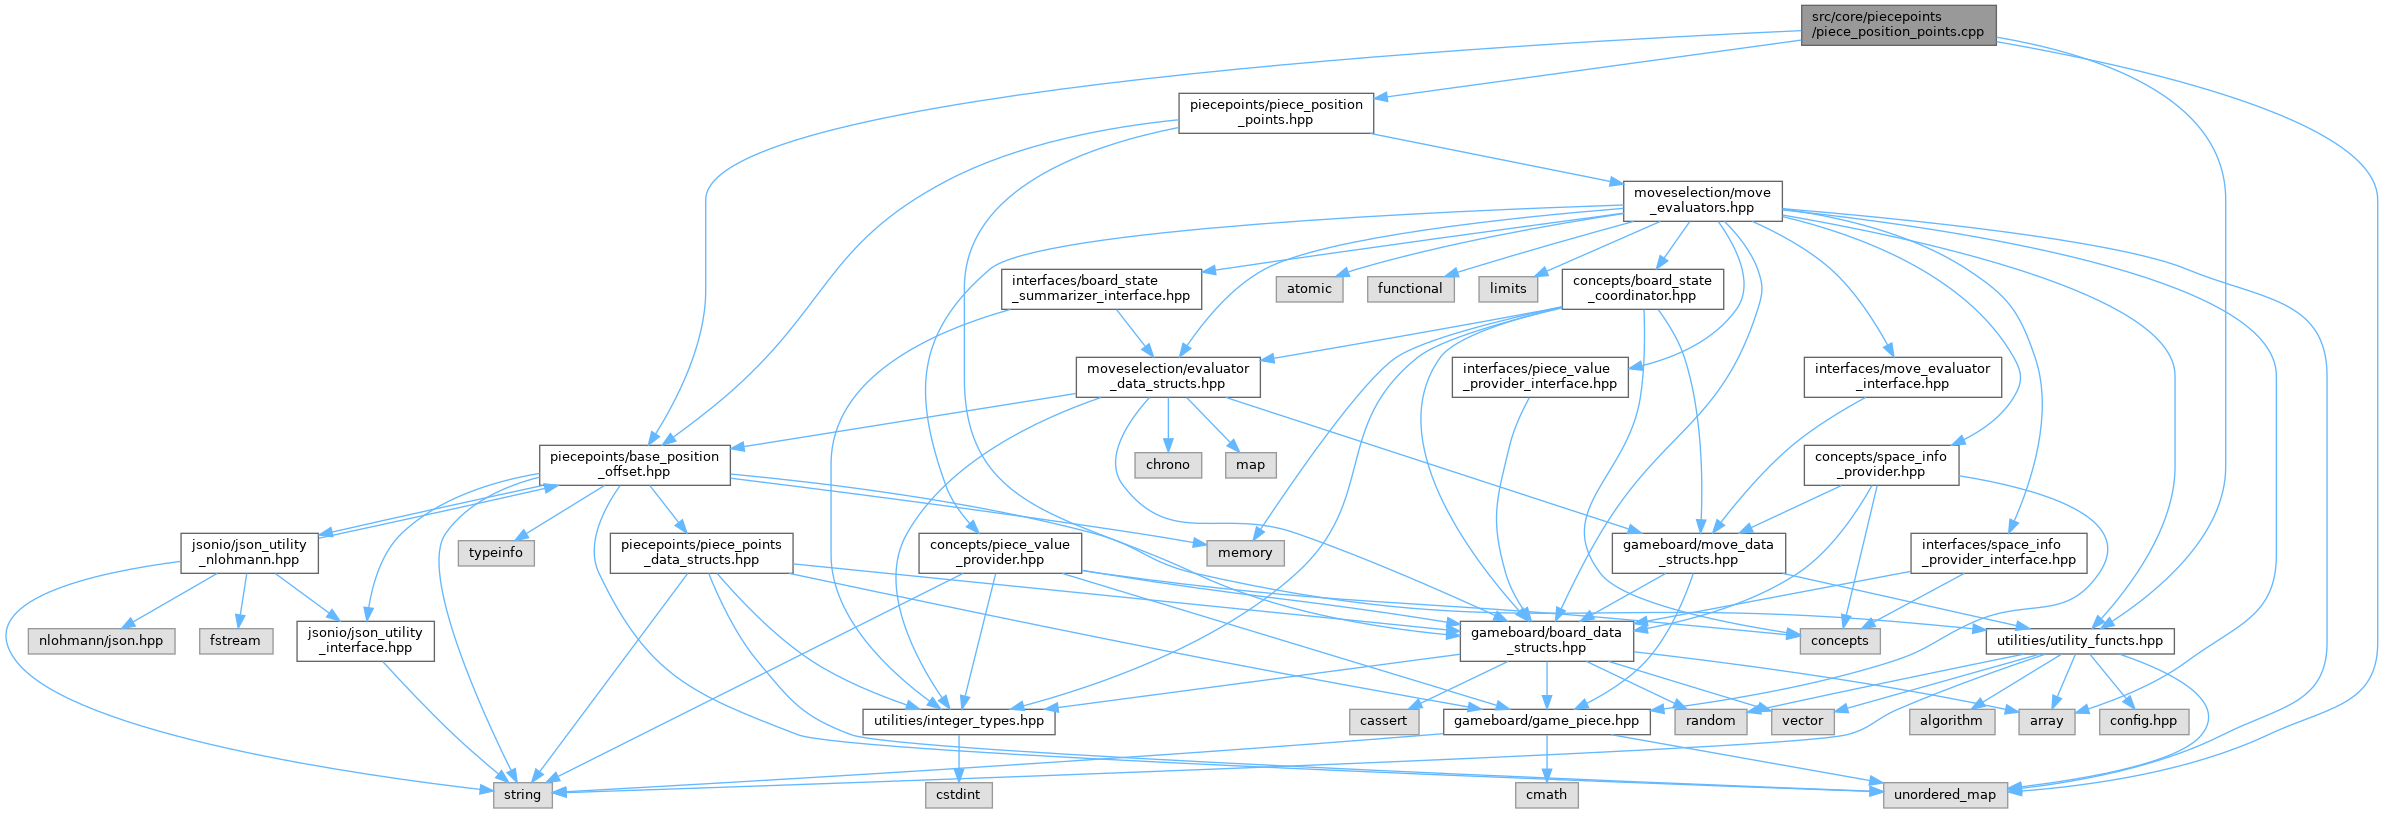 src/core/piecepoints
/piece_position_points.cpp
piecepoints/piece_position
_points.hpp
moveselection/move
_evaluators.hpp
interfaces/board_state
_summarizer_interface.hpp
atomic
functional
limits
concepts/board_state
_coordinator.hpp
moveselection/evaluator
_data_structs.hpp
interfaces/piece_value
_provider_interface.hpp
interfaces/move_evaluator
_interface.hpp
piecepoints/base_position
_offset.hpp
chrono
map
concepts/space_info
_provider.hpp
jsonio/json_utility
_nlohmann.hpp
typeinfo
piecepoints/piece_points
_data_structs.hpp
concepts/piece_value
_provider.hpp
memory
gameboard/move_data
_structs.hpp
interfaces/space_info
_provider_interface.hpp
nlohmann/json.hpp
fstream
jsonio/json_utility
_interface.hpp
gameboard/board_data
_structs.hpp
concepts
utilities/utility_functs.hpp
utilities/integer_types.hpp
cassert
gameboard/game_piece.hpp
random
vector
algorithm
array
config.hpp
string
cstdint
cmath
unordered_map